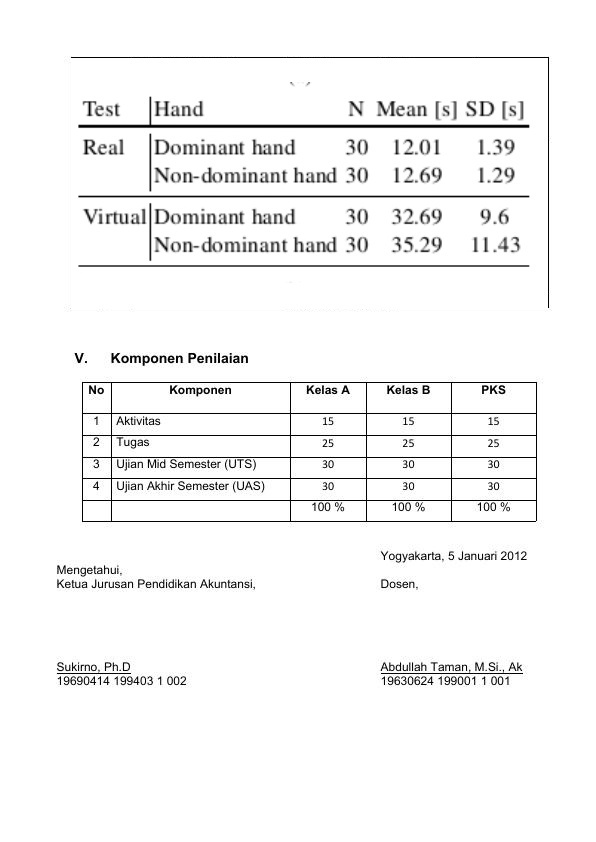 Test Hand N Mean [s] SD [s]
Real Dominant hand 30 12.01 1.39
Non-dominant hand 30 12.69 1.29
Virtual Dominant hand 30 32.69 9.6
Non-dominant hand 30 35.29 11.43
V. Komponen Penilaian
No Komponen Kelas A Kelas B PKS
1 Aktivitas 15 15 15
2 Tugas 25 25 25
3 Ujian Mid Semester (UTS) 30 30 30
4 Ujian Akhir Semester (UAS) 30 30 30
100 % 100 % 100 %
Yogyakarta, 5 Januari 2012
Mengetahui,
Ketua Jurusan Pendidikan Akuntansi, Dosen,
Sukirno, Ph.D Abdullah Taman, M.Si., Ak
19690414 199403 1 002 19630624 199001 1 001